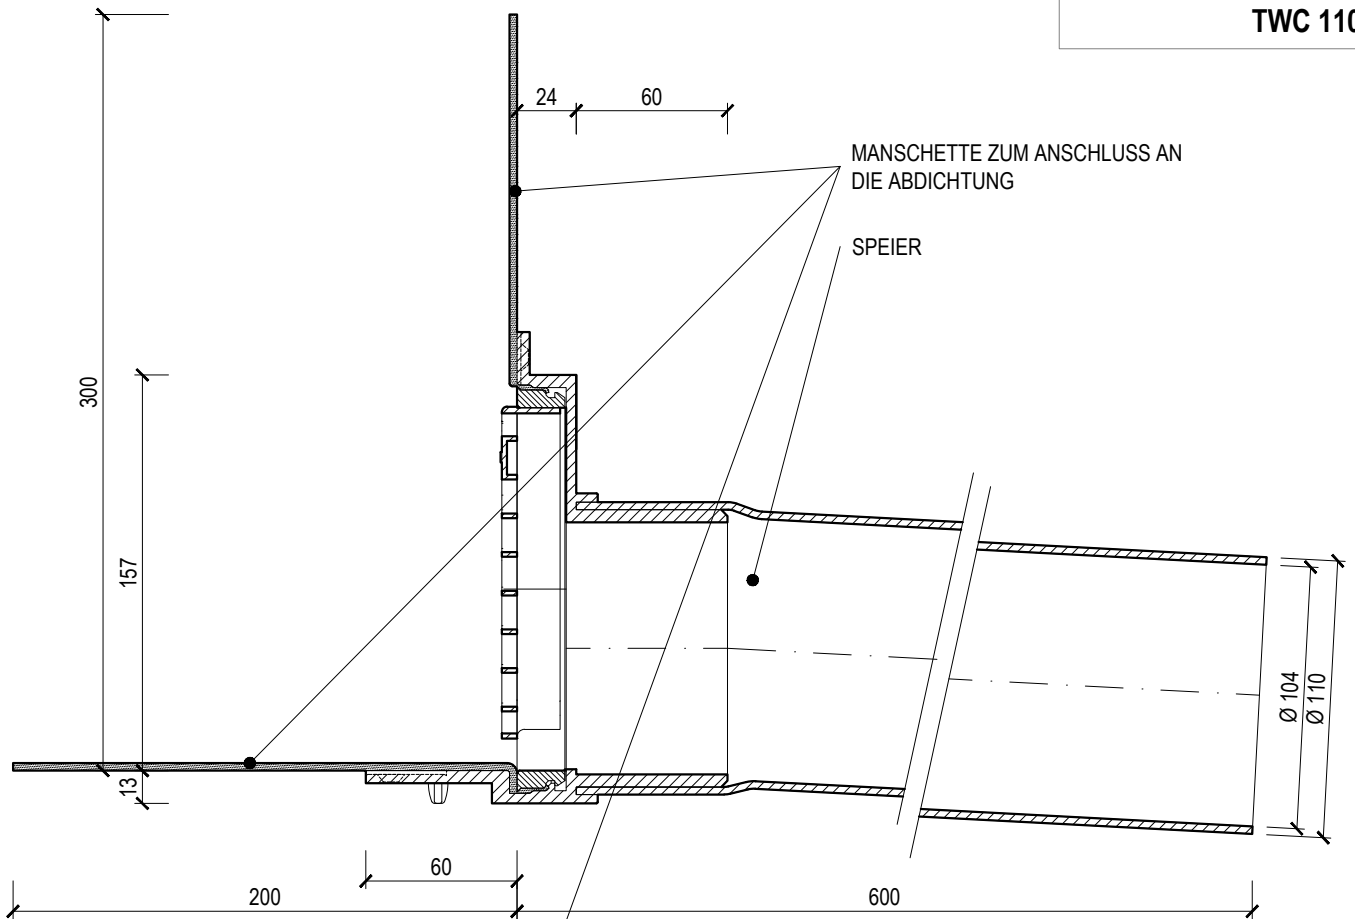 TWC 110
24
60
MANSCHETTE ZUM ANSCHLUSS AN
DIE ABDICHTUNG
SPEIER
300
157
13
Ø 104
Ø 110
60
200
600